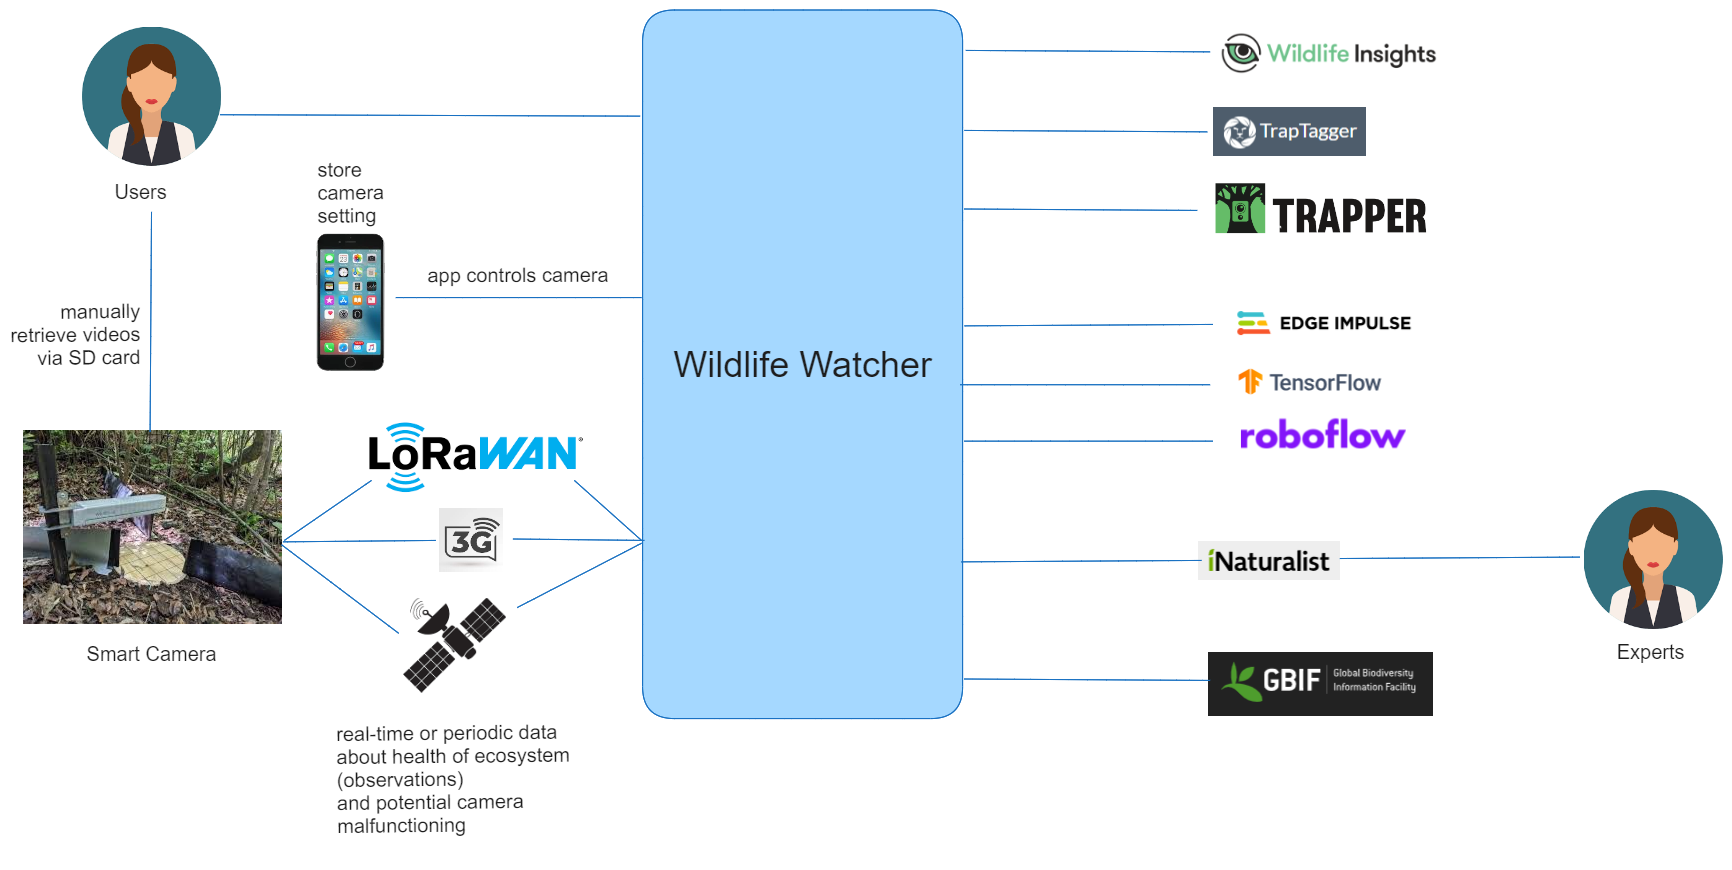 Users
manually
retrieve videos
via SD card
Smart Camera
store
camera
setting
app controls camera
LoRaWAN®
3G
real-time or periodic data
about health of ecosystem
(observations)
and potential camera
malfunctioning
Wildlife Watcher
Wildlife Insights
TrapTagger
TRAPPER
EDGE IMPULSE
TensorFlow
roboflow
iNaturalist
Experts
GBIF
Global Biodiversity
Information Facility